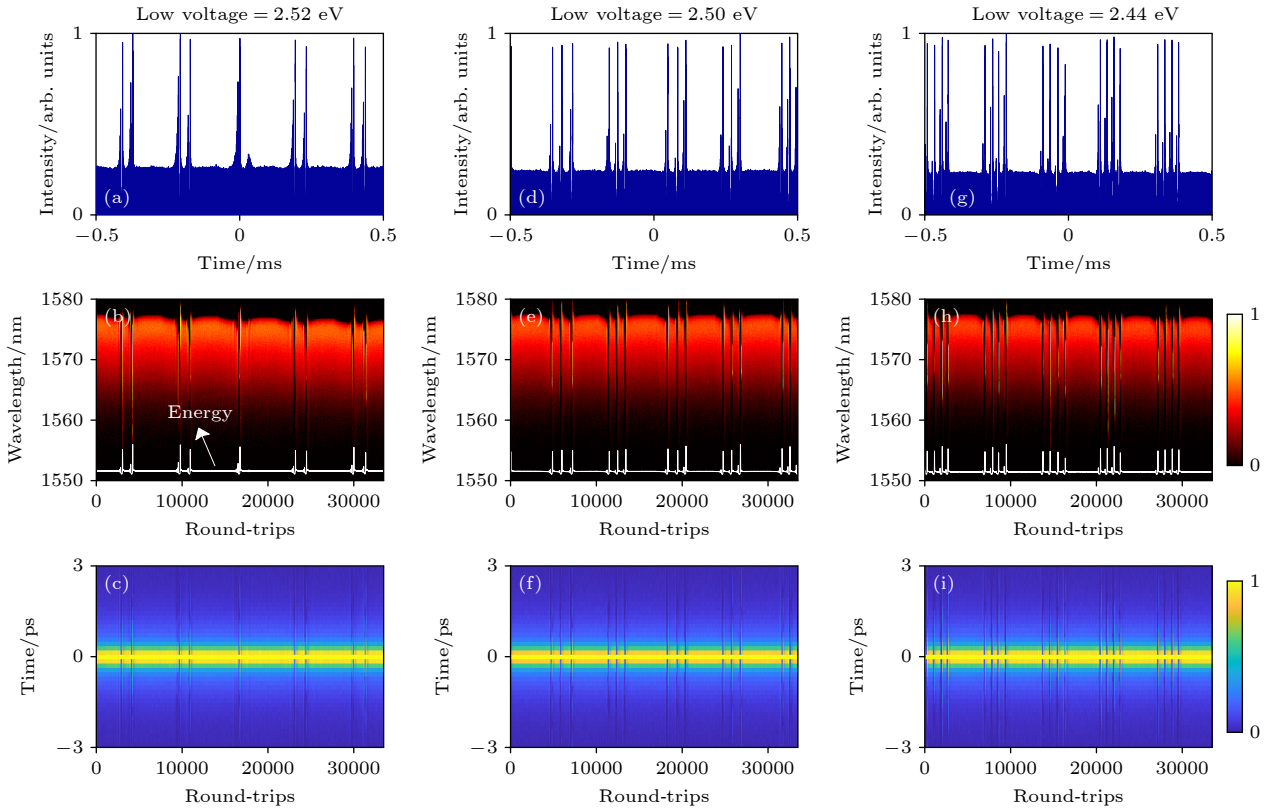 Low voltage = 2.52 eV
Low voltage = 2.50 eV
Low voltage = 2.44 eV
Intensity/arb. units
1
0
(a)
−0.5
0
0.5
Time/ms
Intensity/arb. units
1
0
(d)
−0.5
0
0.5
Time/ms
Intensity/arb. units
1
0
(g)
−0.5
0
0.5
Time/ms
Wavelength/nm
1580
1570
1560
1550
(b)
Energy
0
10000
20000
30000
Round-trips
Wavelength/nm
1580
1570
1560
1550
(e)
0
10000
20000
30000
Round-trips
Wavelength/nm
1580
1570
1560
1550
(h)
0
10000
20000
30000
Round-trips
1
0
Time/ps
3
0
−3
(c)
0
10000
20000
30000
Round-trips
Time/ps
3
0
−3
(f)
0
10000
20000
30000
Round-trips
Time/ps
3
0
−3
(i)
0
10000
20000
30000
Round-trips
1
0